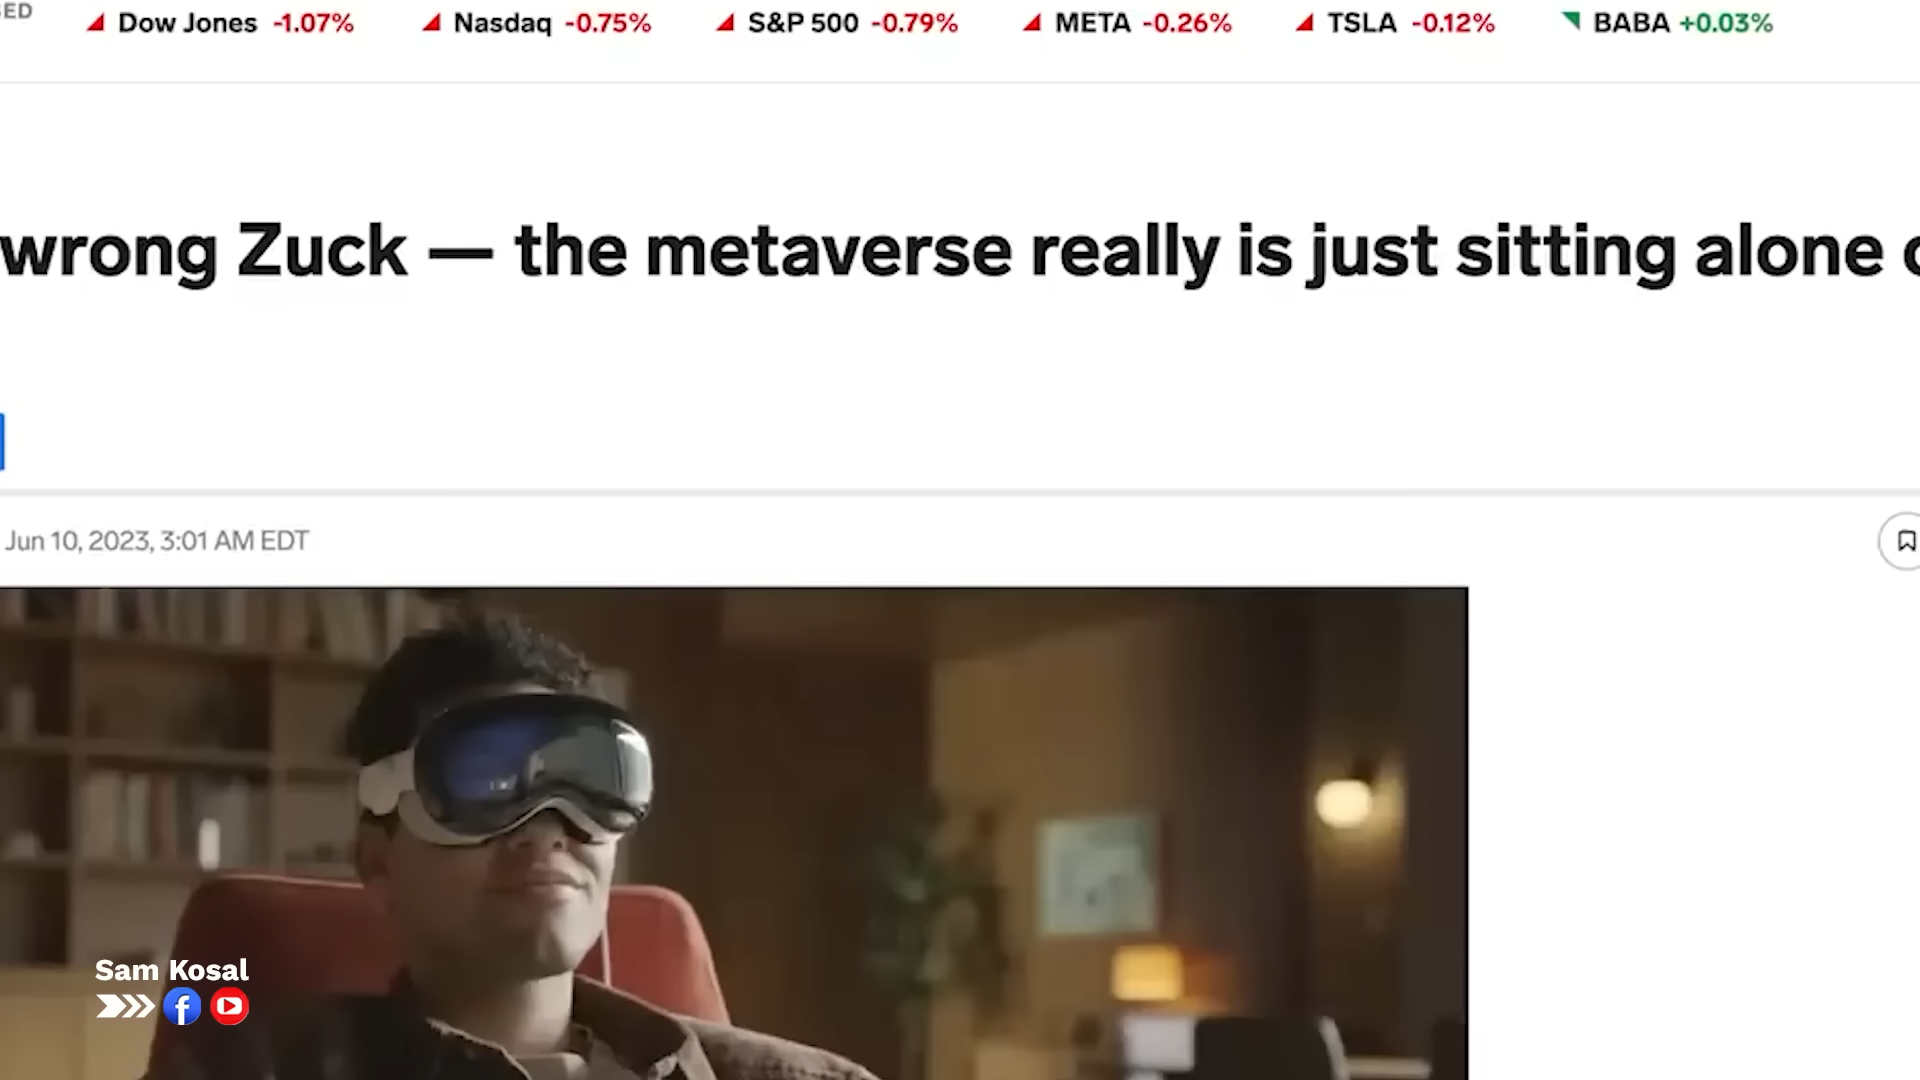 Dow Jones -1.07% Nasdaq -0.75% S&P 500 -0.79% META -0.26% TSLA -0.12% BABA +0.03%
wrong Zuck — the metaverse really is just sitting alone
Jun 10, 2023, 3:01 AM EDT
Sam Kosal